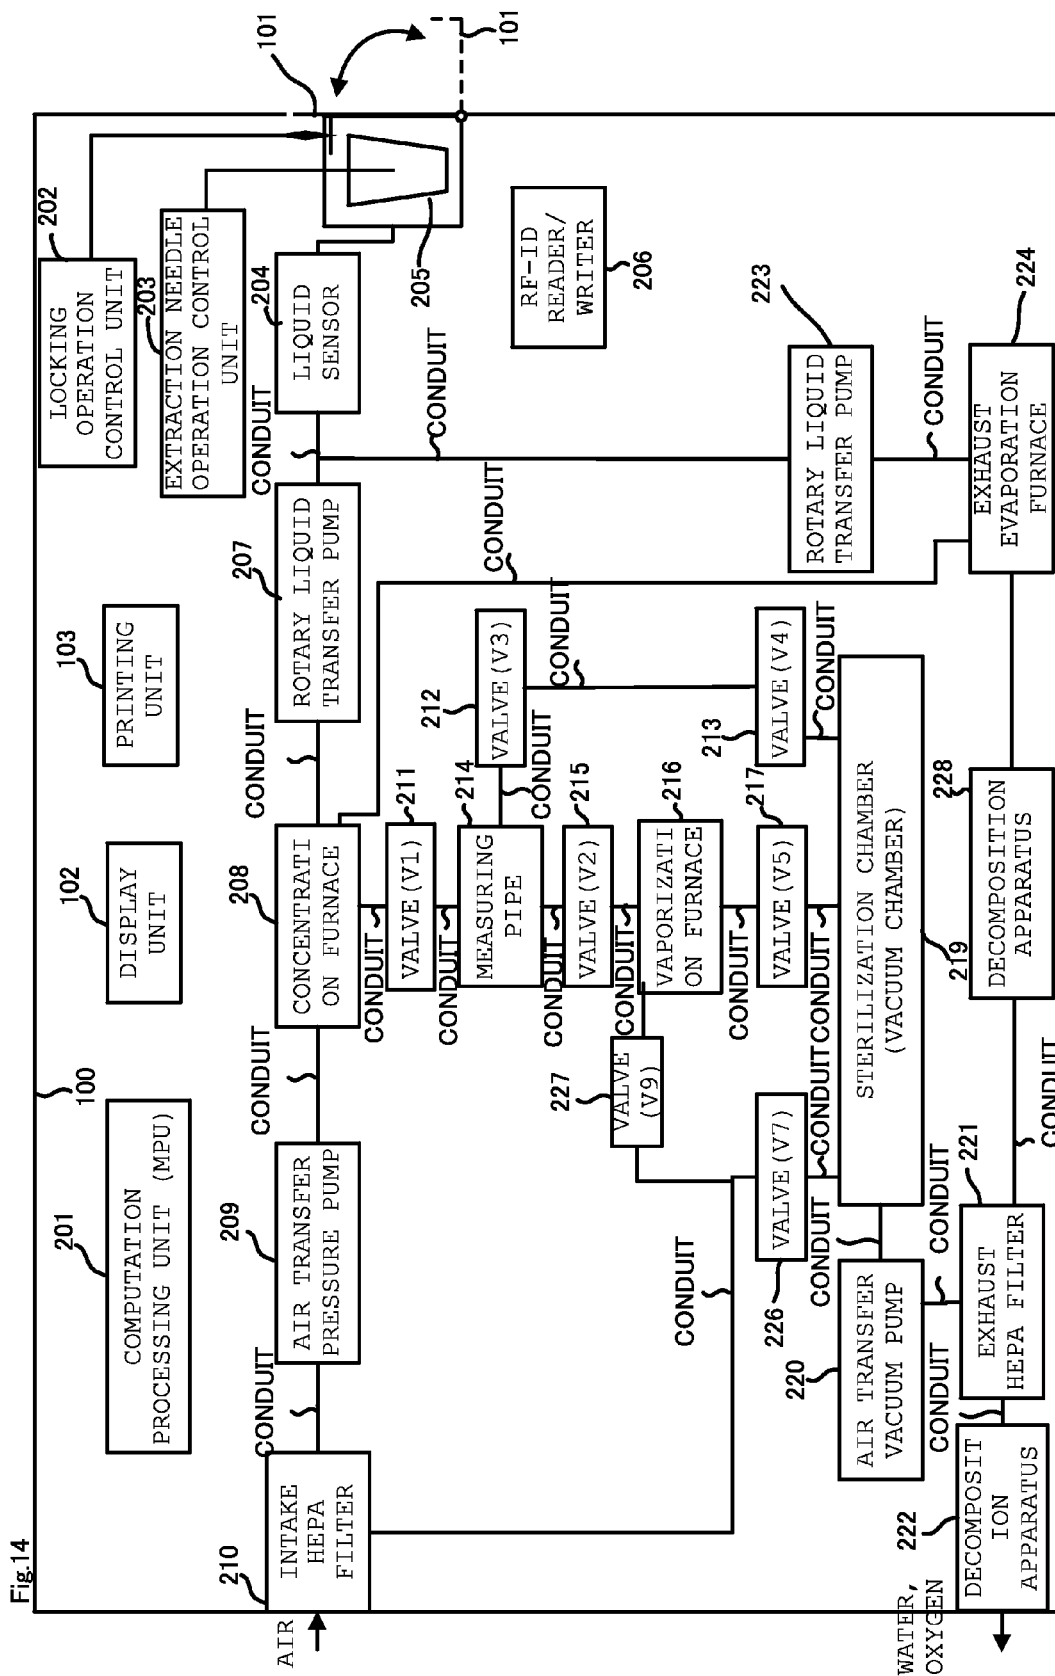 Fig.14
100
201
COMPUTATION
PROCESSING UNIT (MPU)
102
DISPLAY
UNIT
103
PRINTING
UNIT
202
LOCKING
OPERATION
CONTROL UNIT
203
EXTRACTION NEEDLE
OPERATION CONTROL
UNIT
101
101
AIR
210
INTAKE
HEPA
FILTER
CONDUIT
209
AIR TRANSFER
PRESSURE PUMP
CONDUIT
208
CONCENTRATI
ON FURNACE
CONDUIT
207
ROTARY LIQUID
TRANSFER PUMP
CONDUIT
204
LIQUID
SENSOR
205
CONDUIT
211
VALVE(V1)
CONDUIT
214
MEASURING
PIPE
CONDUIT
212
VALVE(V3)
CONDUIT
CONDUIT
CONDUIT
RF-ID
READER/
WRITER
206
CONDUIT
215
VALVE(V2)
CONDUIT
227
VALVE
(V9)
216
VAPORIZATI
ON FURNACE
CONDUIT
CONDUIT
226
VALVE(V7)
CONDUIT
217
VALVE(V5)
CONDUIT
213
VALVE(V4)
CONDUIT
223
ROTARY LIQUID
TRANSFER PUMP
CONDUIT
220
AIR TRANSFER
VACUUM PUMP
CONDUIT
STERILIZATION CHAMBER
(VACUUM CHAMBER)
219
CONDUIT
CONDUIT
WATER,
OXYGEN
222
DECOMPOSIT
ION
APPARATUS
221
EXHAUST
HEPA FILTER
CONDUIT
228
DECOMPOSITION
APPARATUS
224
EXHAUST
EVAPORATION
FURNACE